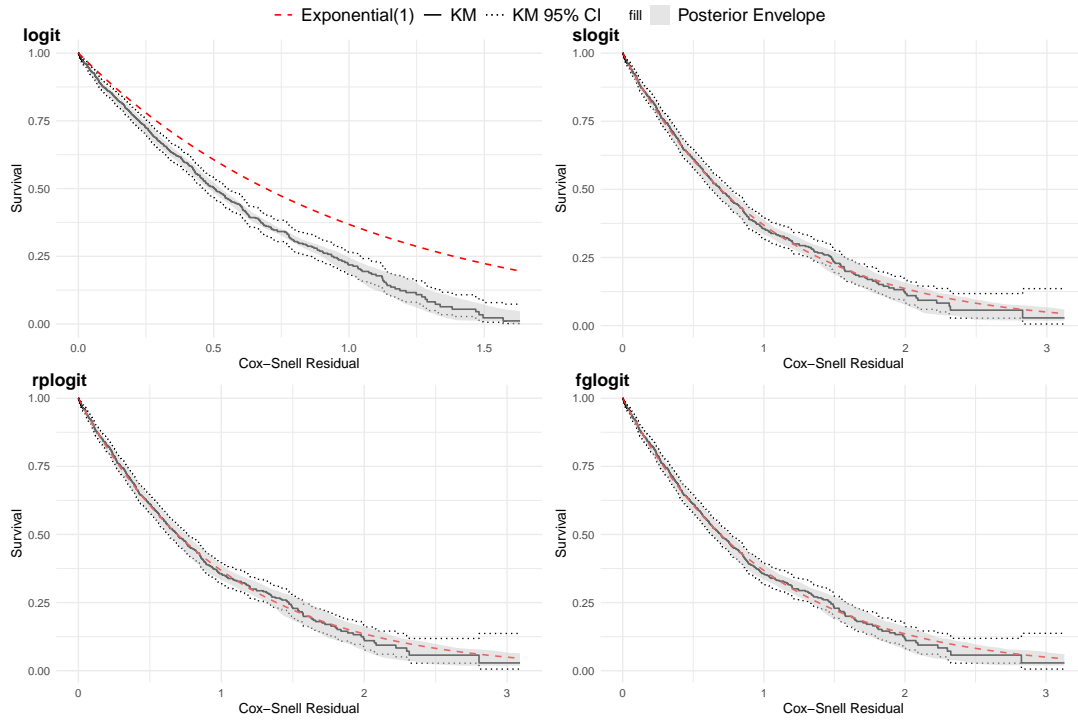 Exponential(1) KM KM 95% CI fill Posterior Envelope
logit
1.00
0.75
0.50
0.25
0.00
Survival
0.0 0.5 1.0 1.5
Cox−Snell Residual
slogit
1.00
0.75
0.50
0.25
0.00
Survival
0 1 2 3
Cox−Snell Residual
rplogit
1.00
0.75
0.50
0.25
0.00
Survival
0 1 2 3
Cox−Snell Residual
fglogit
1.00
0.75
0.50
0.25
0.00
Survival
0 1 2 3
Cox−Snell Residual